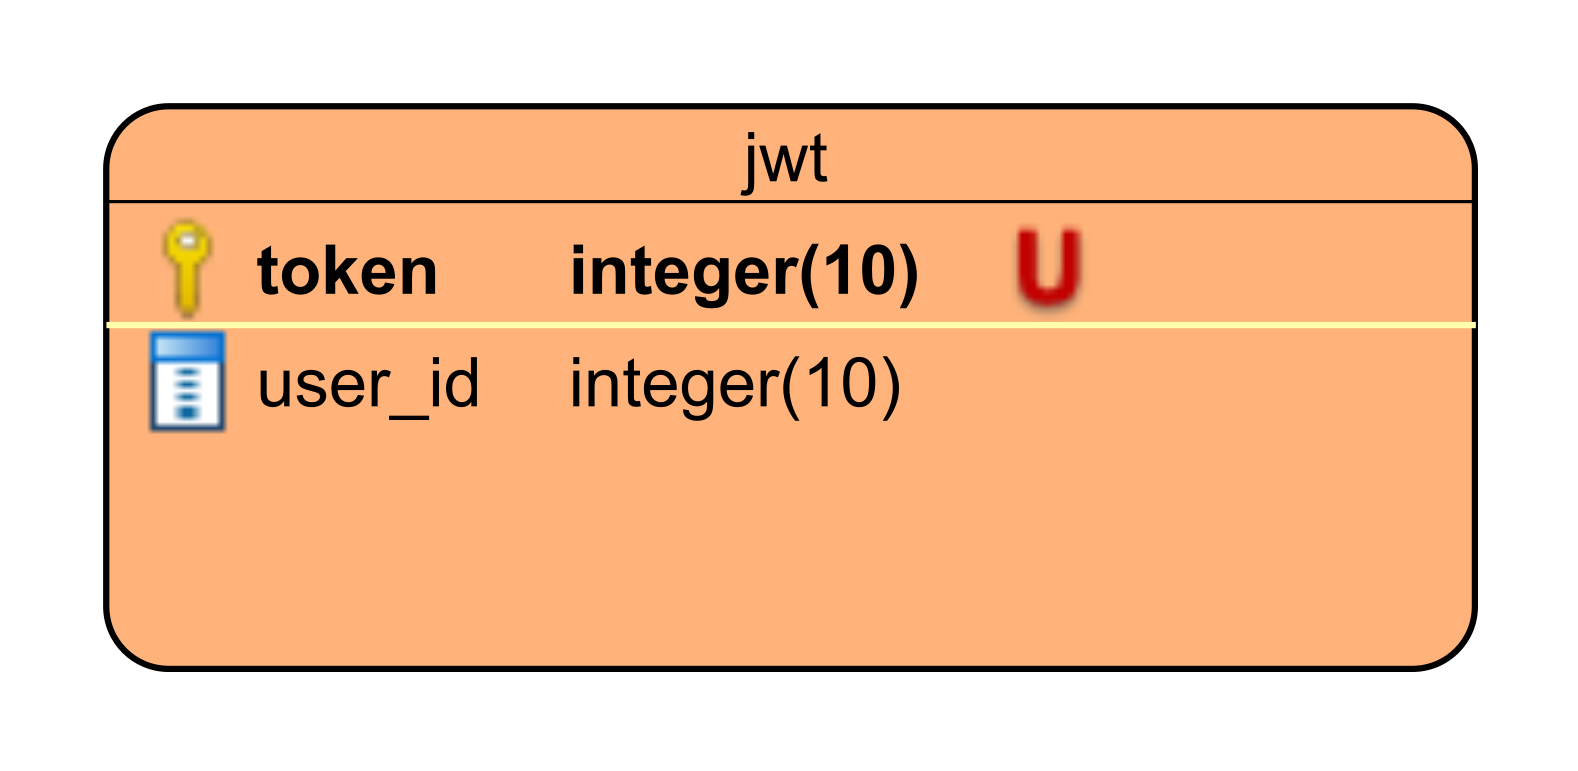 jwt
token integer(10) U
user_id integer(10)